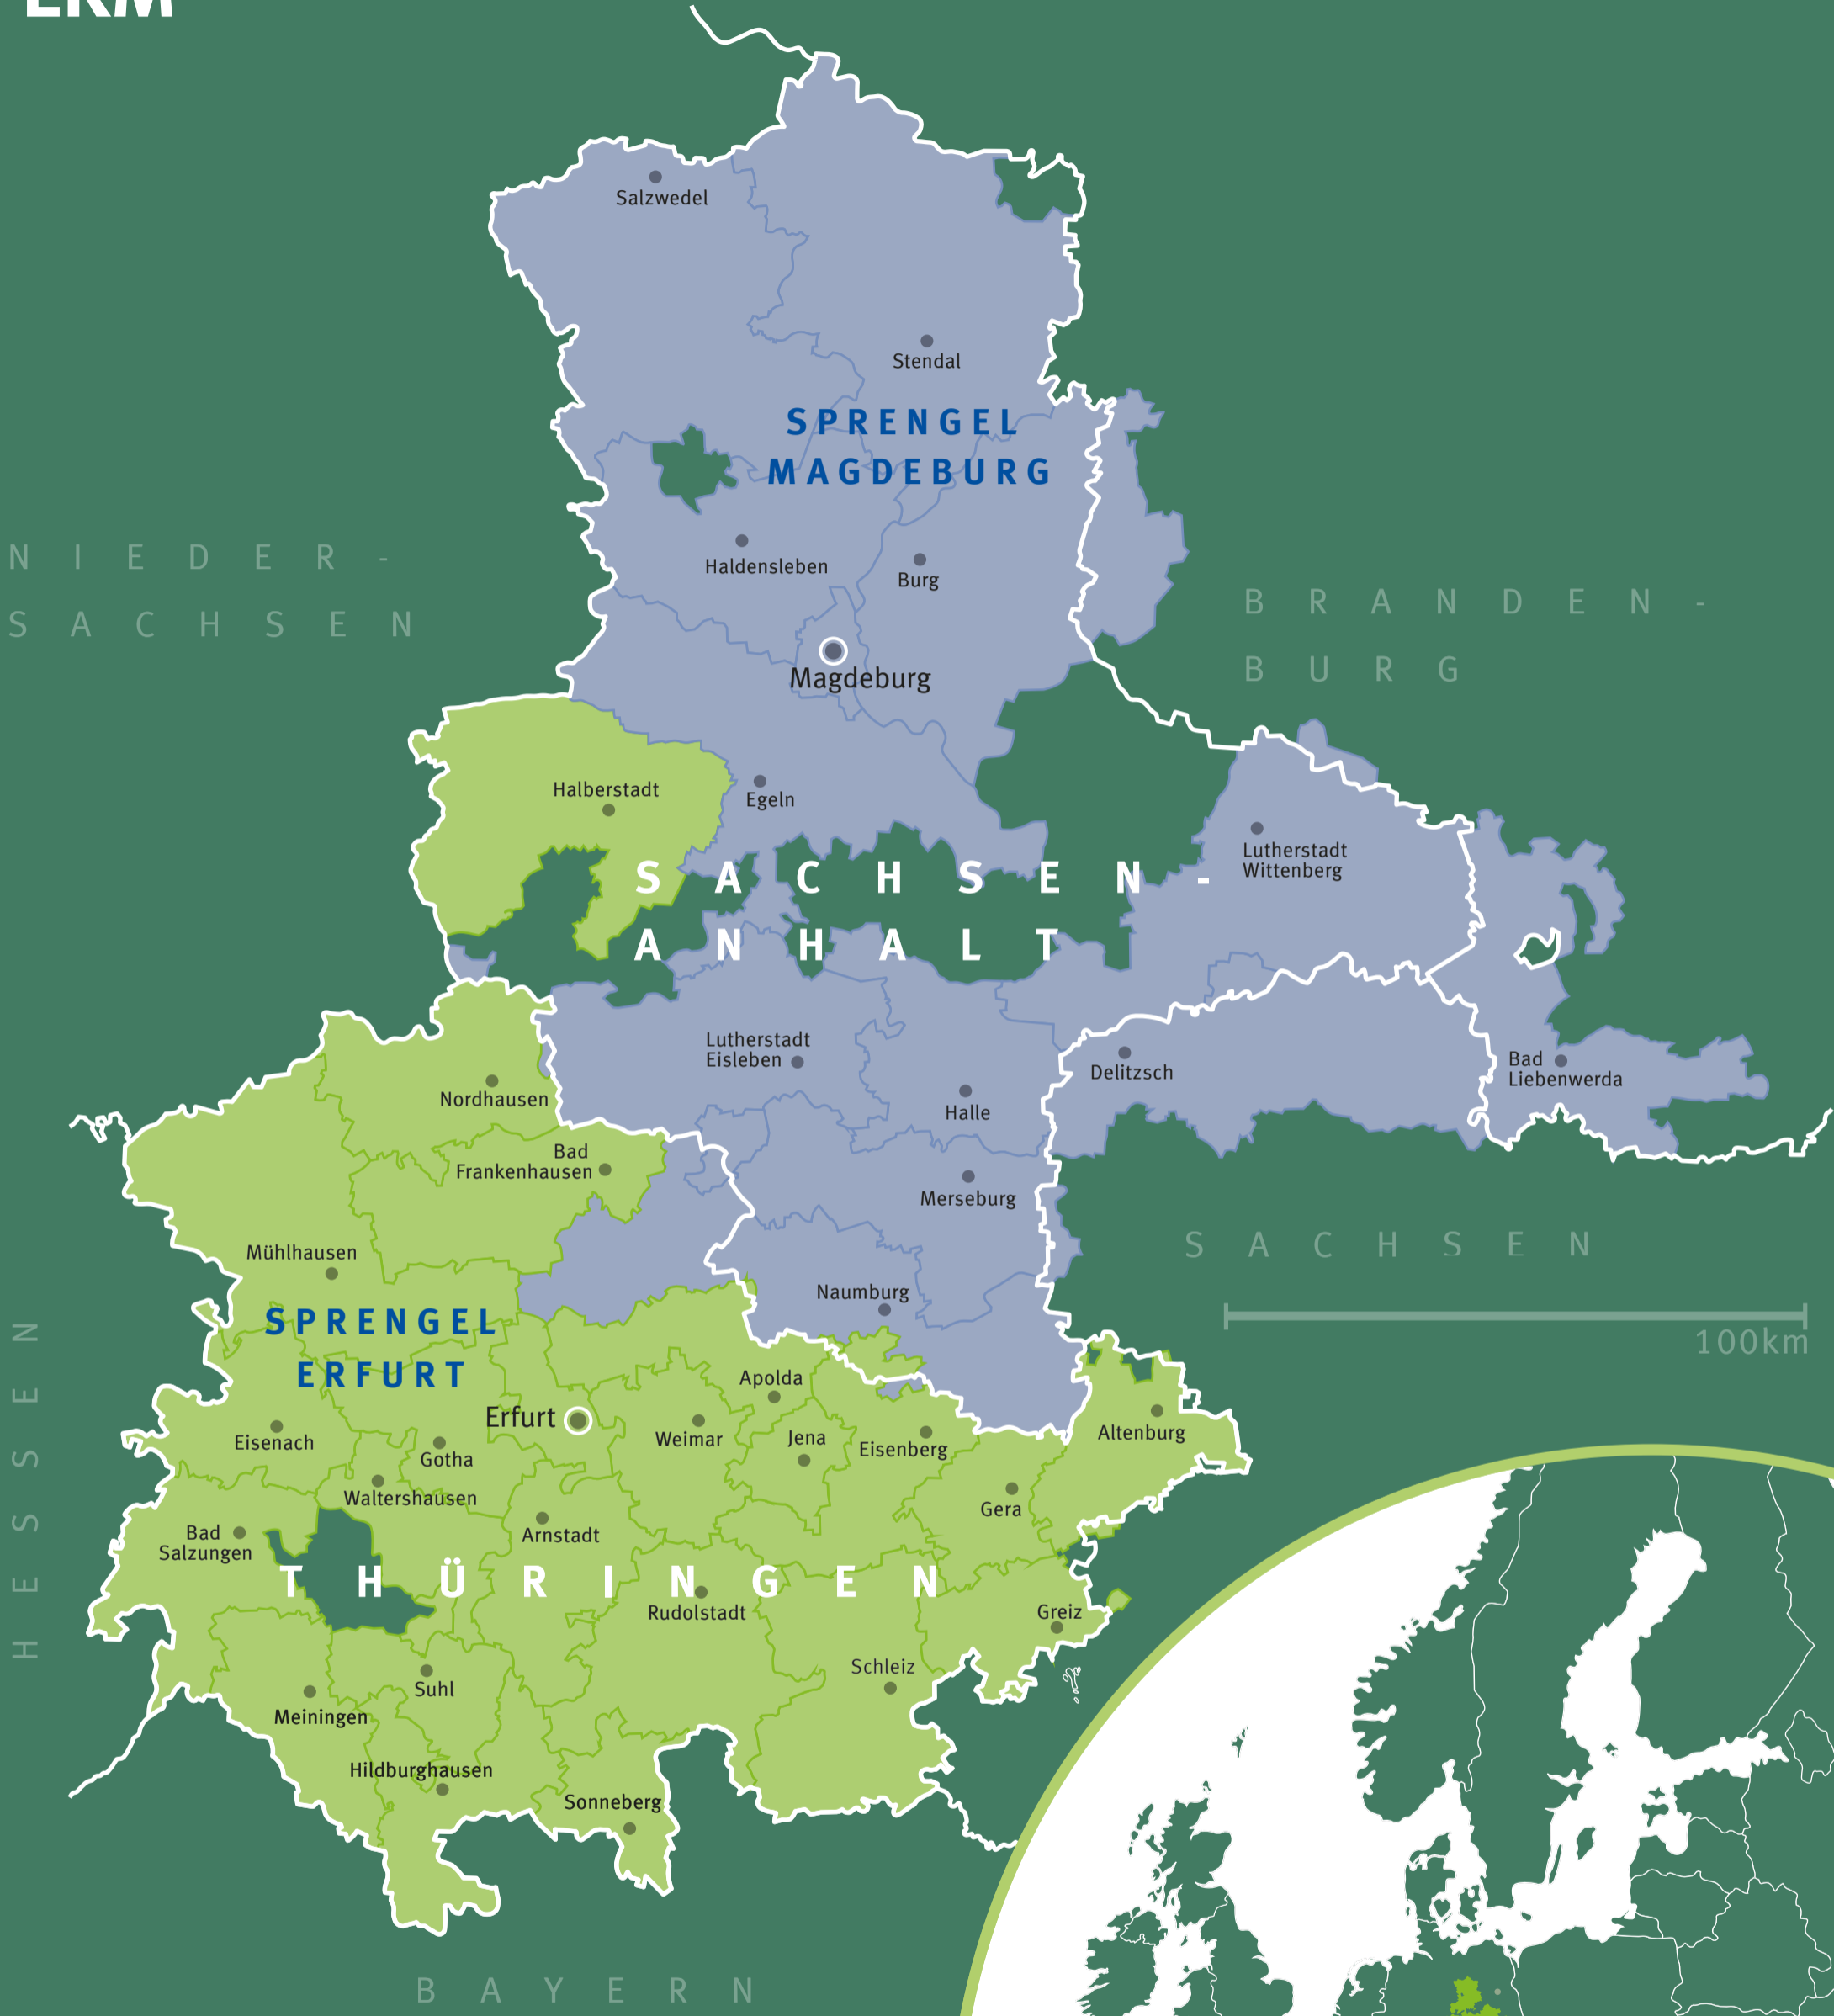 EKM
Salzwedel
Stendal
SPRENGEL
MAGDEBURG
NIEDER-
SACHSEN
Haldensleben
Burg
BRANDEN-
BURG
Magdeburg
Halberstadt
Egeln
Lutherstadt
Wittenberg
SACHSEN-
ANHALT
Lutherstadt
Eisleben
Delitzsch
Bad
Liebenwerda
Nordhausen
Halle
Bad
Frankenhausen
Merseburg
SACHSEN
Mühlhausen
Naumburg
SPRENGEL
ERFURT
100km
HESSEN
Apolda
Erfurt
Weimar
Jena
Eisenberg
Altenburg
Eisenach
Gotha
Waltershausen
Gera
Arnstadt
Bad
Salzungen
THÜRINGEN
Rudolstadt
Greiz
Schleiz
Suhl
Meiningen
Hildburghausen
Sonneberg
BAYERN